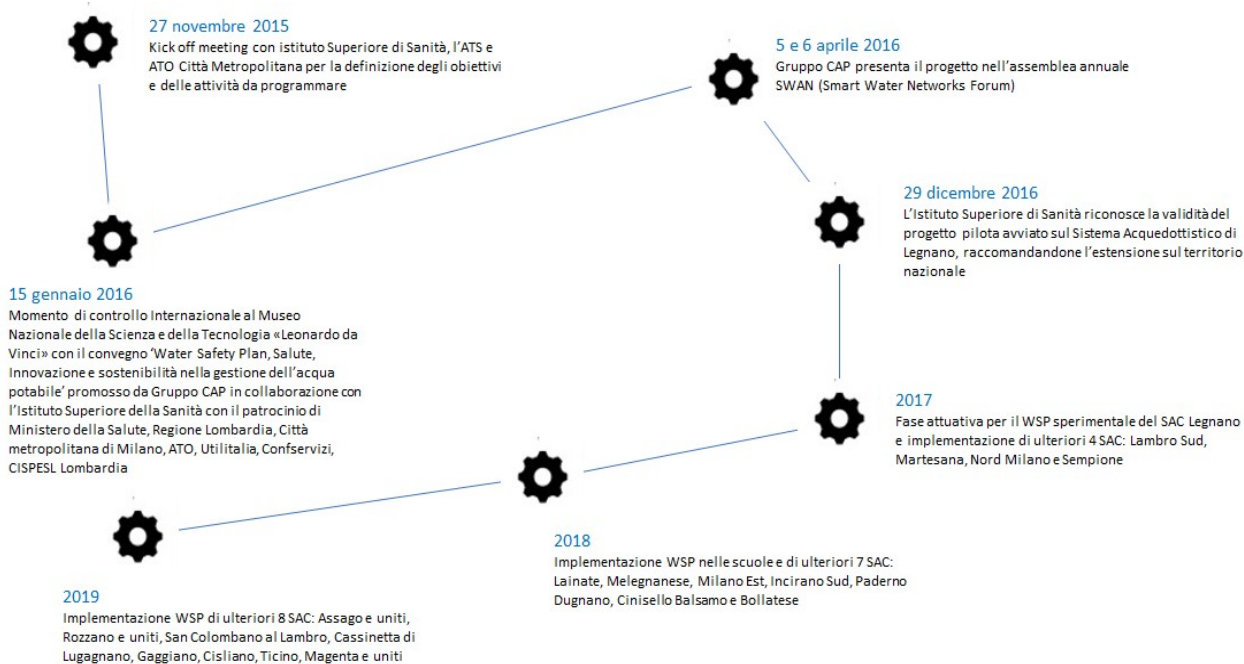 27 novembre 2015
Kick off meeting con istituto Superiore di Sanità, l'ATS e
ATO Città Metropolitana per la definizione degli obiettivi
e delle attività da programmare
15 gennaio 2016
Momento di controllo Internazionale al Museo
Nazionale della Scienza e della Tecnologia «Leonardo da
Vinci» con il convegno 'Water Safety Plan, Salute,
Innovazione e sostenibilità nella gestione dell'acqua
potabile' promosso da Gruppo CAP in collaborazione con
l'Istituto Superiore della Sanità con il patrocinio di
Ministero della Salute, Regione Lombardia, Città
metropolitana di Milano, ATO, Utilitalia, Confservizi,
CISPESL Lombardia
5 e 6 aprile 2016
Gruppo CAP presenta il progetto nell'assemblea annuale
SWAN (Smart Water Networks Forum)
29 dicembre 2016
L'Istituto Superiore di Sanità riconosce la validità del
progetto pilota avviato sul Sistema Acquedottistico di
Legnano, raccomandandone l'estensione sul territorio
nazionale
2017
Fase attuativa per il WSP sperimentale del SAC Legnano
e implementazione di ulteriori 4 SAC: Lambro Sud,
Martesana, Nord Milano e Sempione
2018
Implementazione WSP nelle scuole e di ulteriori 7 SAC:
Lainate, Melegnanese, Milano Est, Incirano Sud, Paderno
Dugnano, Cinisello Balsamo e Bollatese
2019
Implementazione WSP di ulteriori 8 SAC: Assago e uniti,
Rozzano e uniti, San Colombano al Lambro, Cassinetta di
Lugagnano, Gaggiano, Cisliano, Ticino, Magenta e uniti